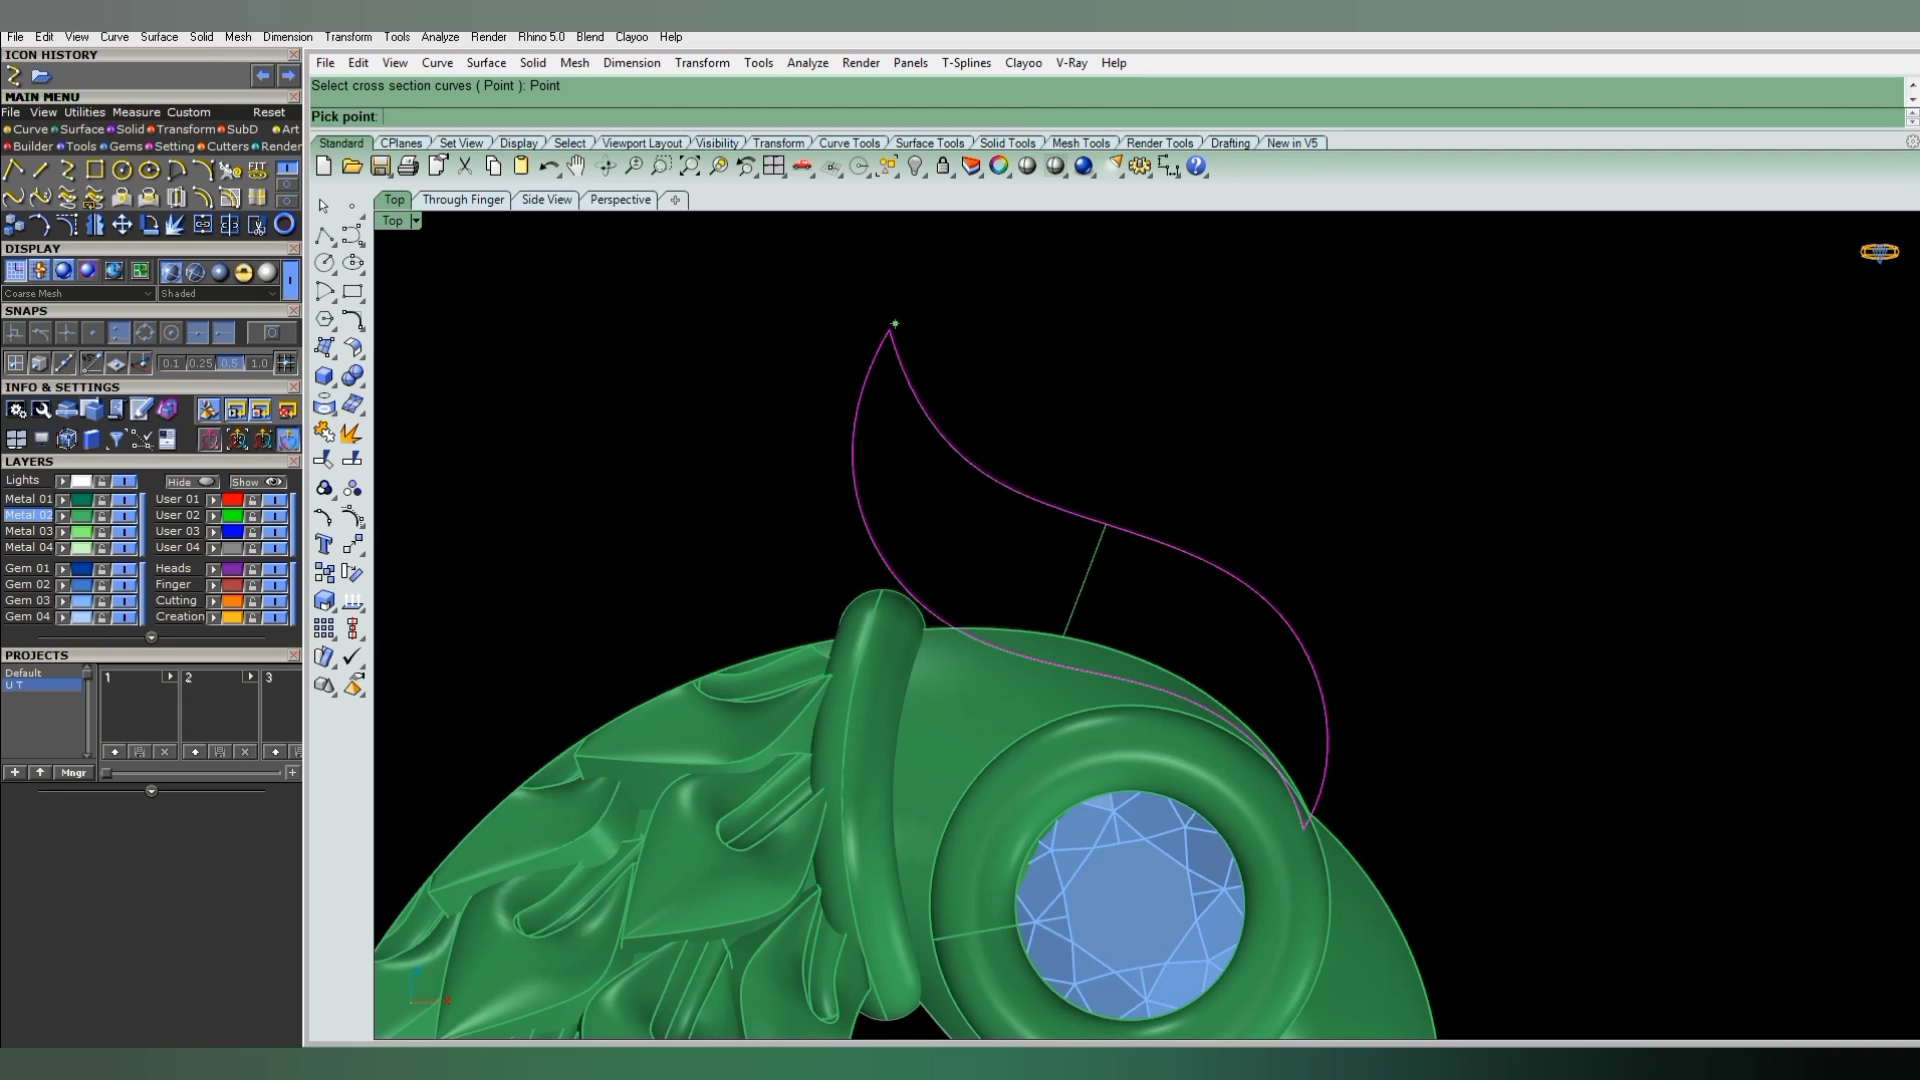 File Edit View Curve Surface Solid Mesh Dimension Transform Tools Analyze Render Rhino 5.0 Blend Clayoo Help
ICON HISTORY
MAIN MENU
File View Utilities Measure Custom Reset
Curve Surface Solid Transform SubD Art
Builder Tools Gems Setting Cutters Render
FIT
DISPLAY
Coarse Mesh Shaded
SNAPS
0.1 0.25 0.5 1.0
INFO & SETTINGS
LAYERS
Lights Hide Show
Metal 01 User 01
Metal 02 User 02
Metal 03 User 03
Metal 04 User 04
Gem 01 Heads
Gem 02 Finger
Gem 03 Cutting
Gem 04 Creation
PROJECTS
Default
U T
1 2 3
+ Mngr +
File Edit View Curve Surface Solid Mesh Dimension Transform Tools Analyze Render Panels T-Splines Clayoo V-Ray Help
Select cross section curves ( Point ): Point
Pick point:
Standard CPlanes Set View Display Select Viewport Layout Visibility Transform Curve Tools Surface Tools Solid Tools Mesh Tools Render Tools Drafting New in V5
Top Through Finger Side View Perspective
Top